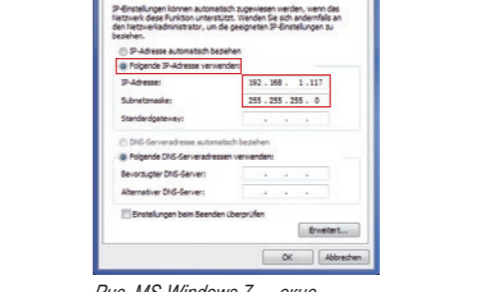 IP-Einstellungen können automatisch zugewiesen werden, wenn das
Netzwerk diese Funktion unterstützt. Wenden Sie sich andernfalls an
den Netzwerkadministrator, um die geeigneten IP-Einstellungen zu
beziehen.
IP-Adresse automatisch beziehen
Folgende IP-Adresse verwenden:
IP-Adresse: 192 . 168 . 1 .117
Subnetzmaske: 255 . 255 . 255 . 0
Standardgateway: . . .
DNS-Serveradresse automatisch beziehen
Folgende DNS-Serveradressen verwenden:
Bevorzugter DNS-Server: . . .
Alternativer DNS-Server: . . .
Einstellungen beim Beenden überprüfen
Erweitert...
OK Abbrechen
MS Windows 7